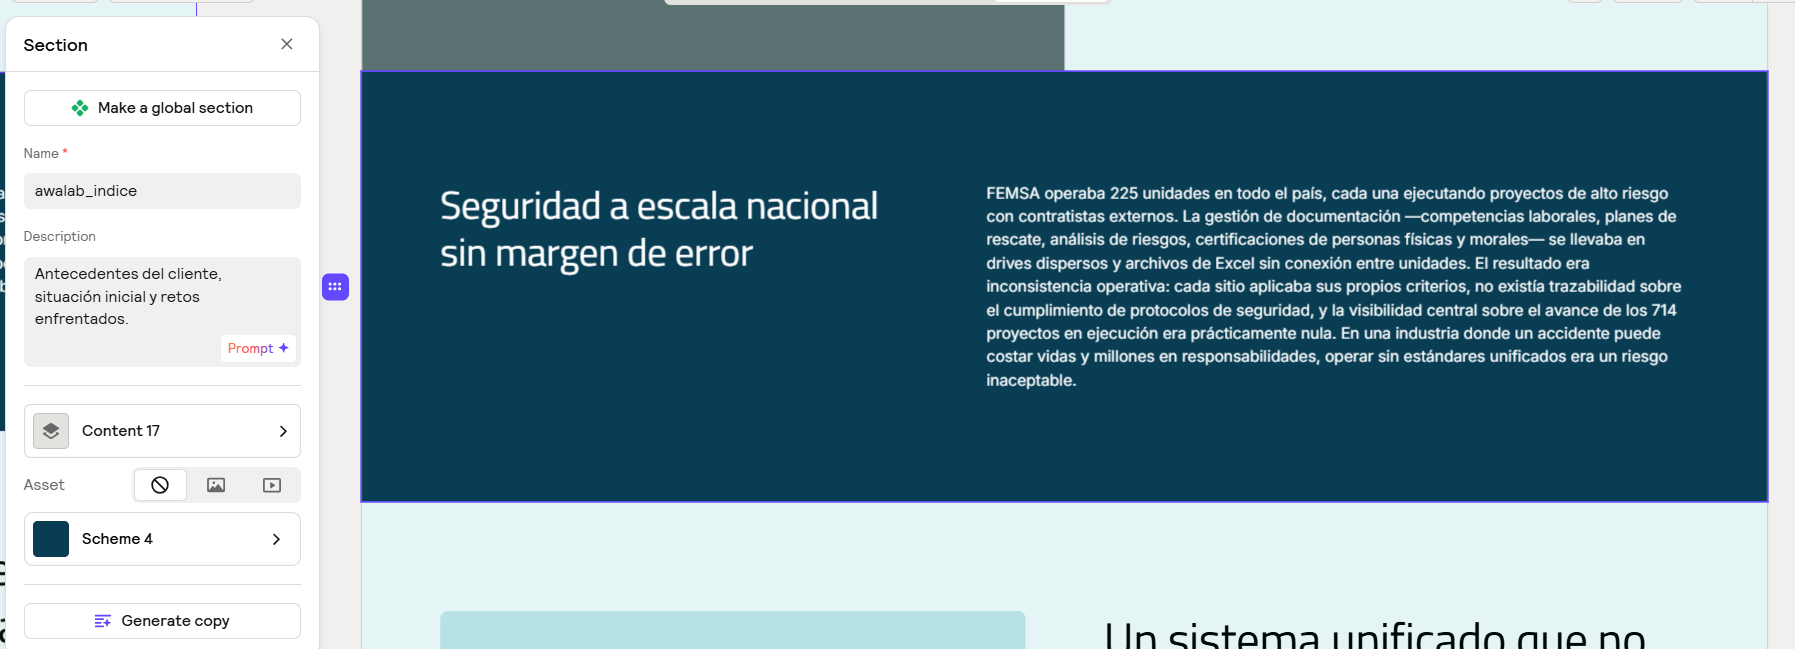 Section
Make a global section
Name *
awalab_indice
Description
Antecedentes del cliente,
situación inicial y retos
enfrentados.
Prompt
Content 17
Asset
Scheme 4
Generate copy
Seguridad a escala nacional
sin margen de error
FEMSA operaba 225 unidades en todo el país, cada una ejecutando proyectos de alto riesgo
con contratistas externos. La gestión de documentación —competencias laborales, planes de
rescate, análisis de riesgos, certificaciones de personas físicas y morales— se llevaba en
drives dispersos y archivos de Excel sin conexión entre unidades. El resultado era
inconsistencia operativa: cada sitio aplicaba sus propios criterios, no existía trazabilidad sobre
el cumplimiento de protocolos de seguridad, y la visibilidad central sobre el avance de los 714
proyectos en ejecución era prácticamente nula. En una industria donde un accidente puede
costar vidas y millones en responsabilidades, operar sin estándares unificados era un riesgo
inaceptable.
Un sistema unificado que no